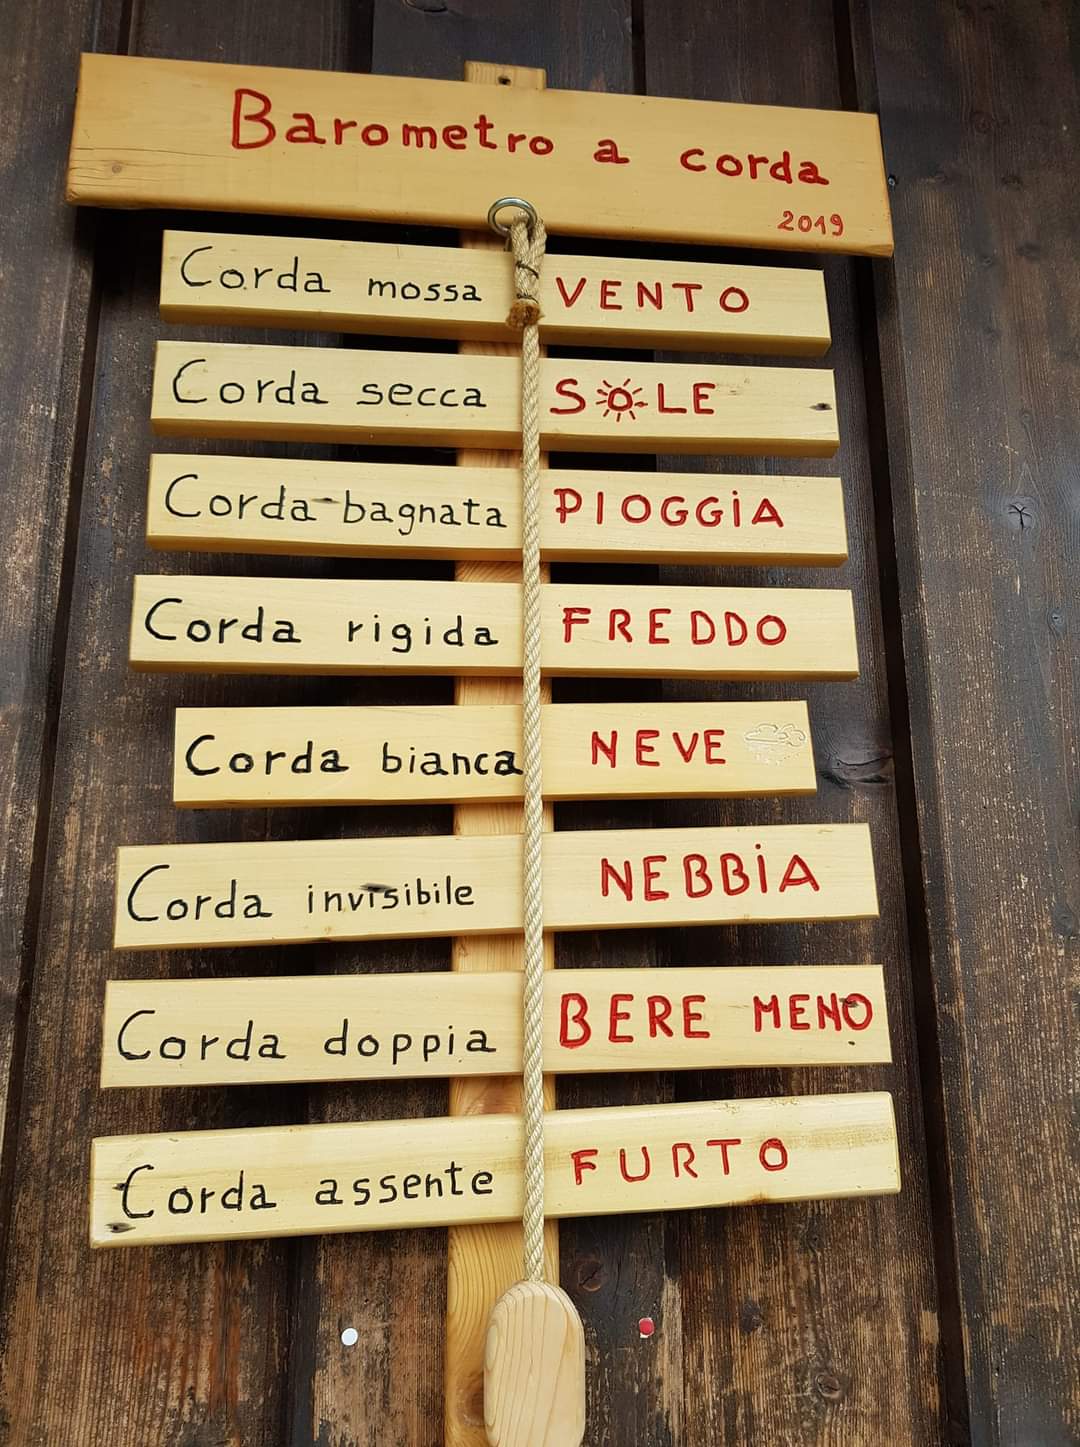 Barometro a corda
2019
Corda mossa VENTO
Corda secca SOLE
Corda bagnata PIOGGiA
Corda rigida FREDDO
Corda bianca NEVE
Corda invisibile NEBBiA
Corda doppia BERE MENO
Corda assente FURTO